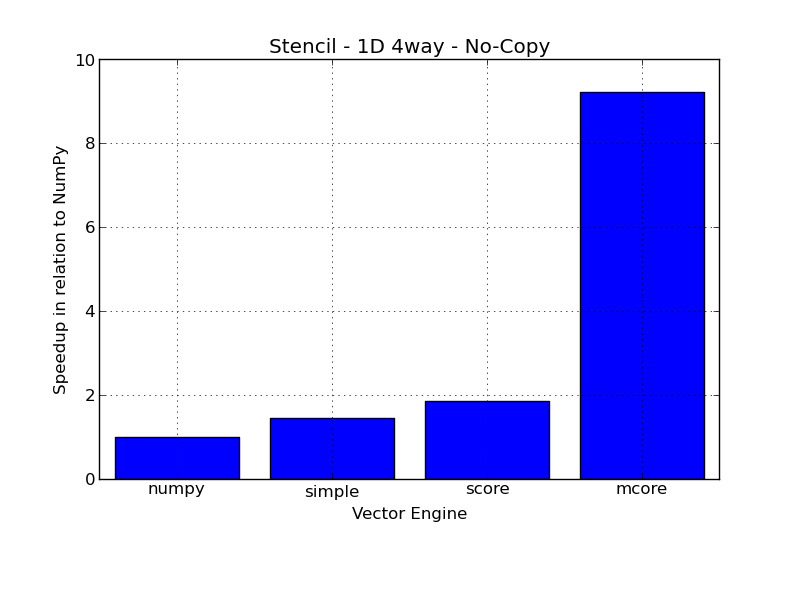 Stencil - 1D 4way - No-Copy
Speedup in relation to NumPy
10
8
6
4
2
0
numpy simple score mcore
Vector Engine